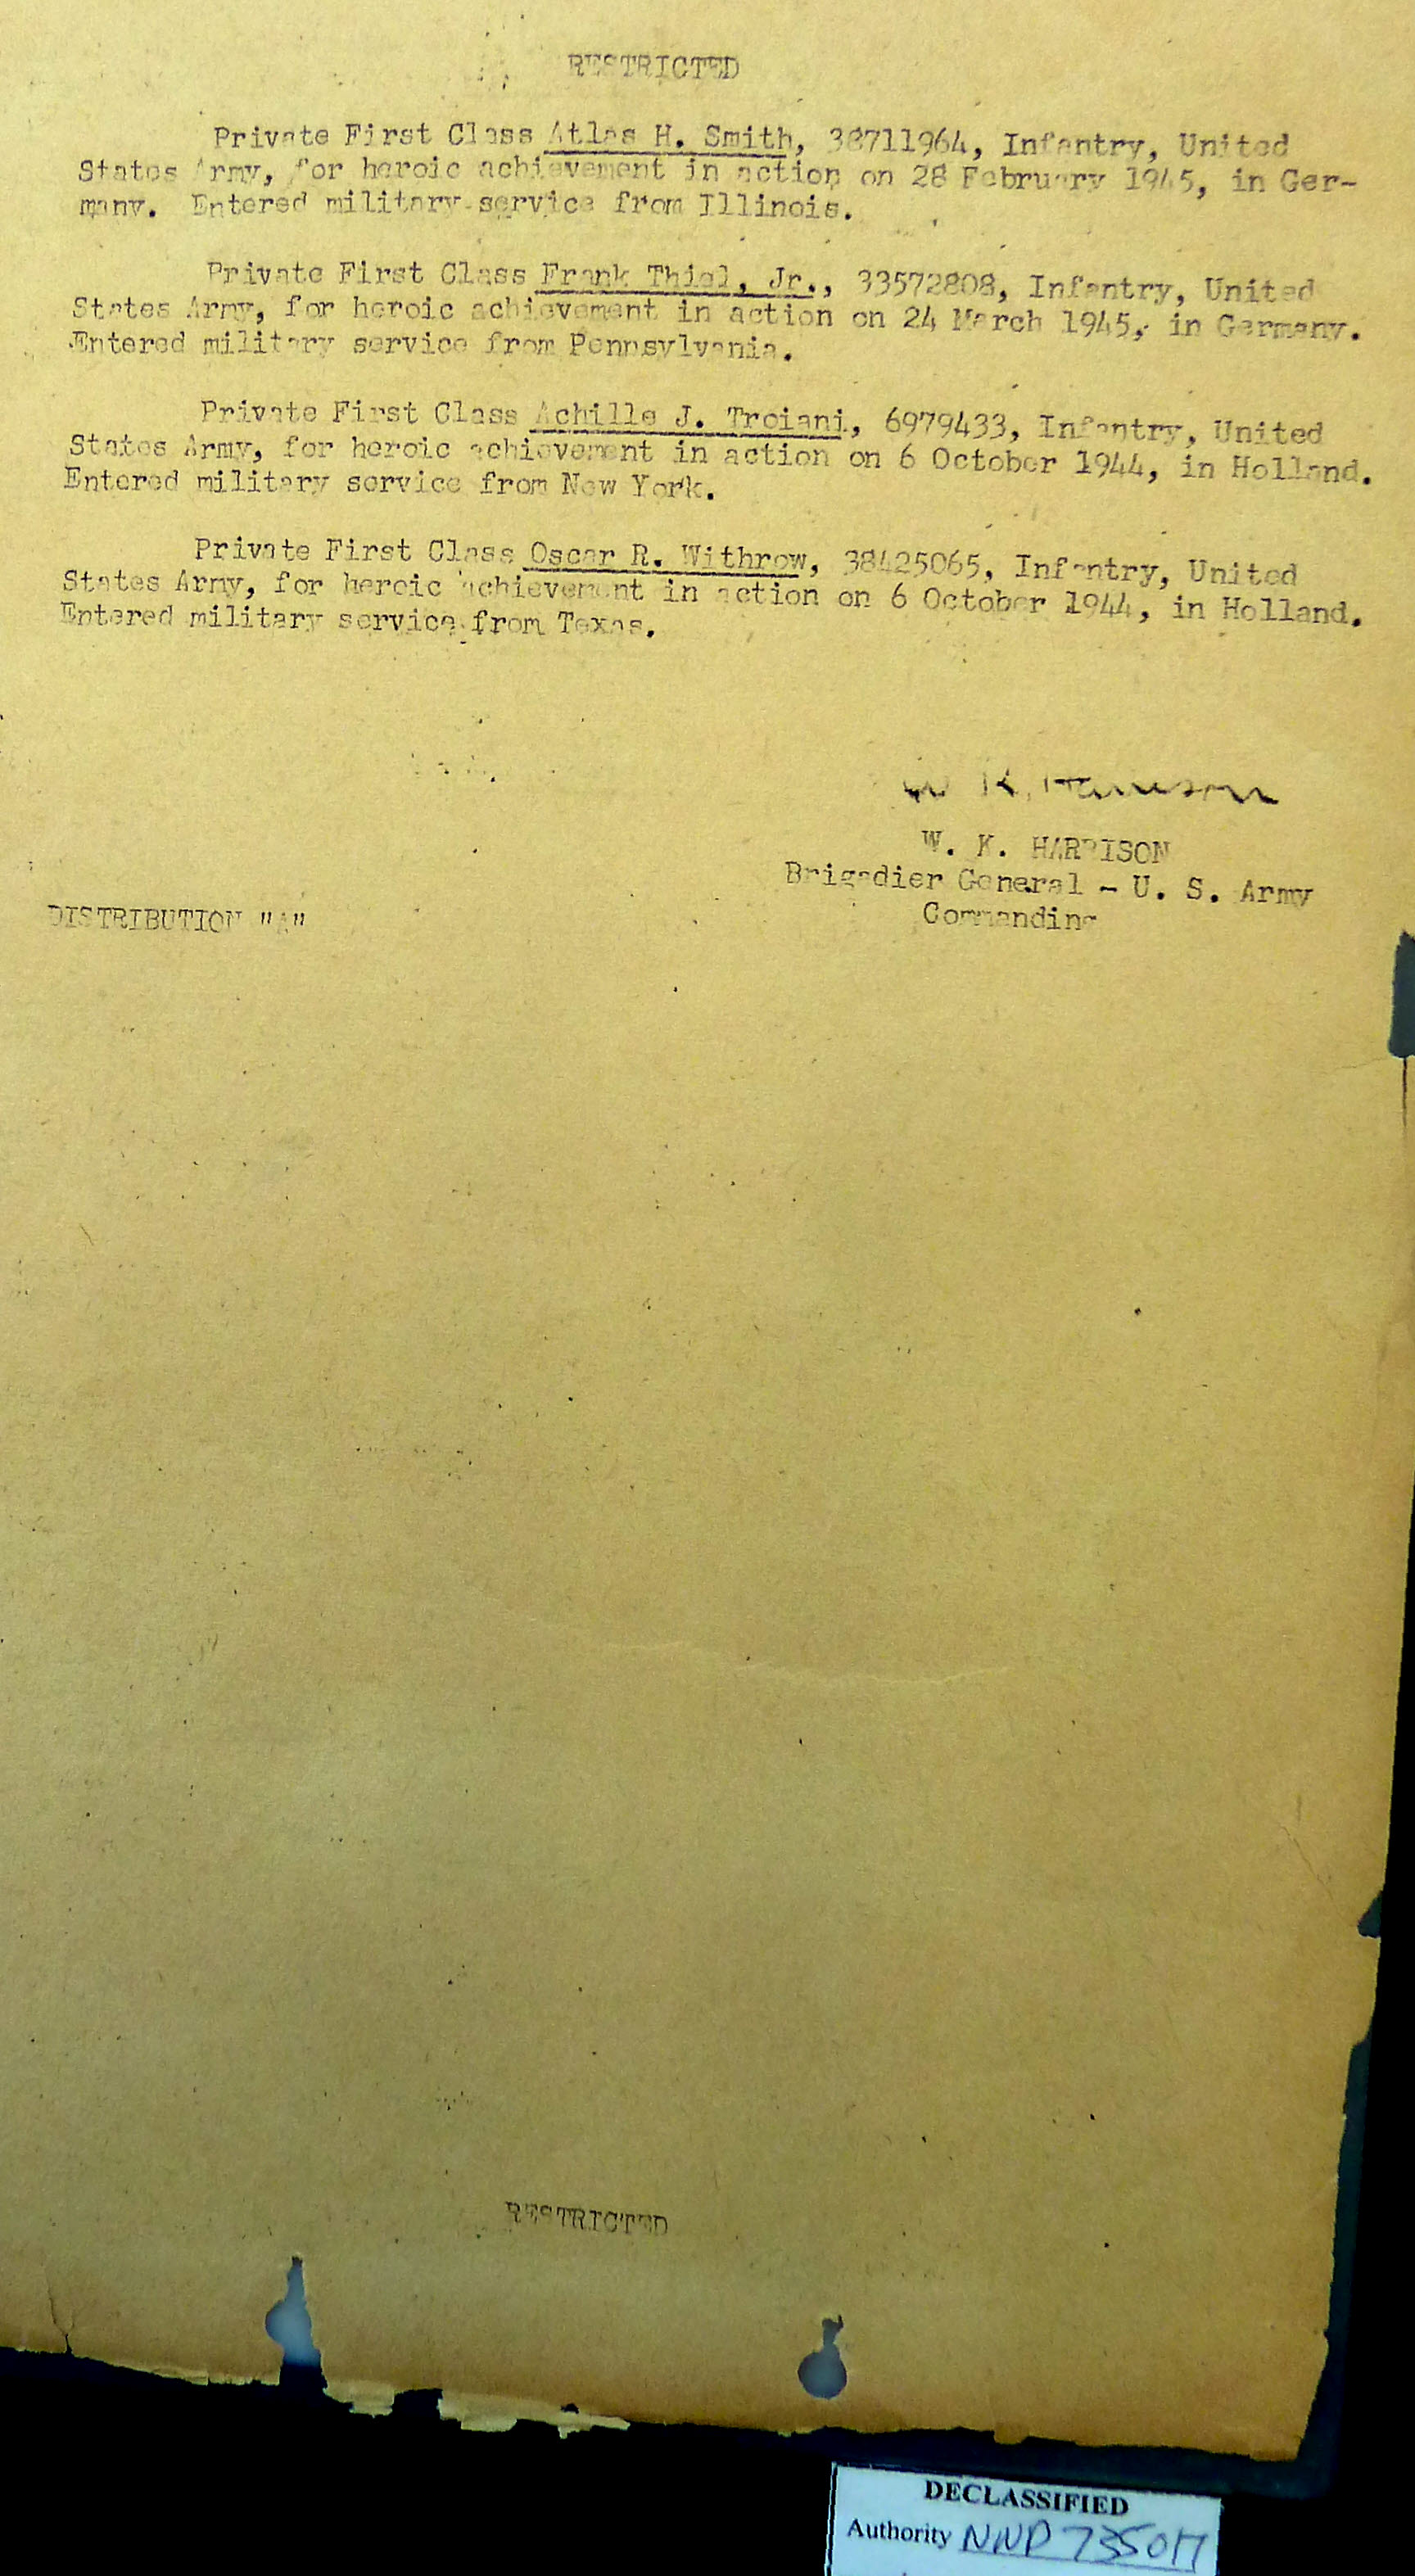 RESTRICTED
Private First Class Atlas H. Smith, 38711964, Infantry, United
States Army, for heroic achievement in action on 28 February 1945, in Ger-
many. Entered military service from Illinois.
Private First Class Frank Thiel, Jr., 33572808, Infantry, United
States Army, for heroic achievement in action on 24 March 1945, in Germany.
Entered military service from Pennsylvania.
Private First Class Achille J. Troiani, 6979433, Infantry, United
States Army, for heroic achievement in action on 6 October 1944, in Holland.
Entered military service from New York.
Private First Class Oscar R. Withrow, 38425065, Infantry, United
States Army, for heroic achievement in action on 6 October 1944, in Holland.
Entered military service from Texas.
W K. Harrison
W. K. HARRISON
Brigadier General - U. S. Army
Commanding
DISTRIBUTION "A"
RESTRICTED
DECLASSIFIED
Authority NND 735017